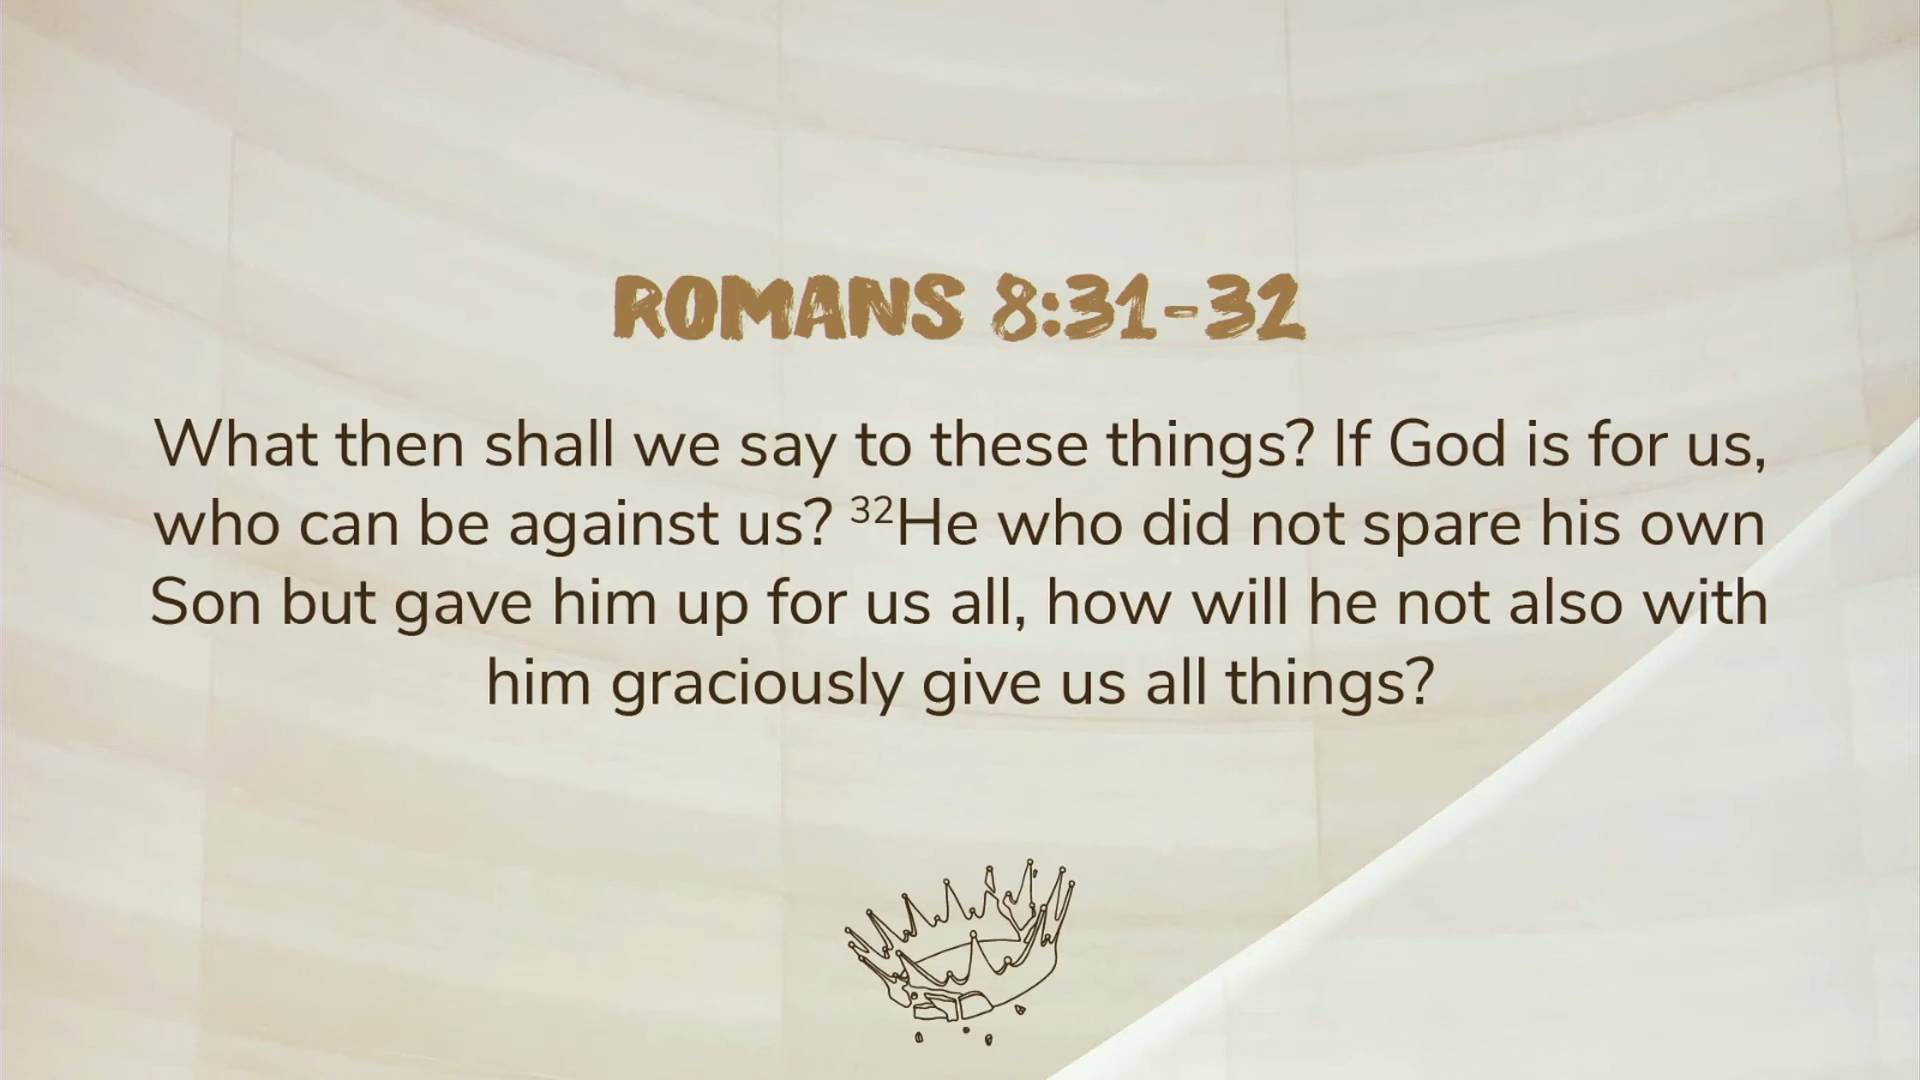 ROMANS 8:31-32
What then shall we say to these things? If God is for us,
who can be against us? ³²He who did not spare his own
Son but gave him up for us all, how will he not also with
him graciously give us all things?